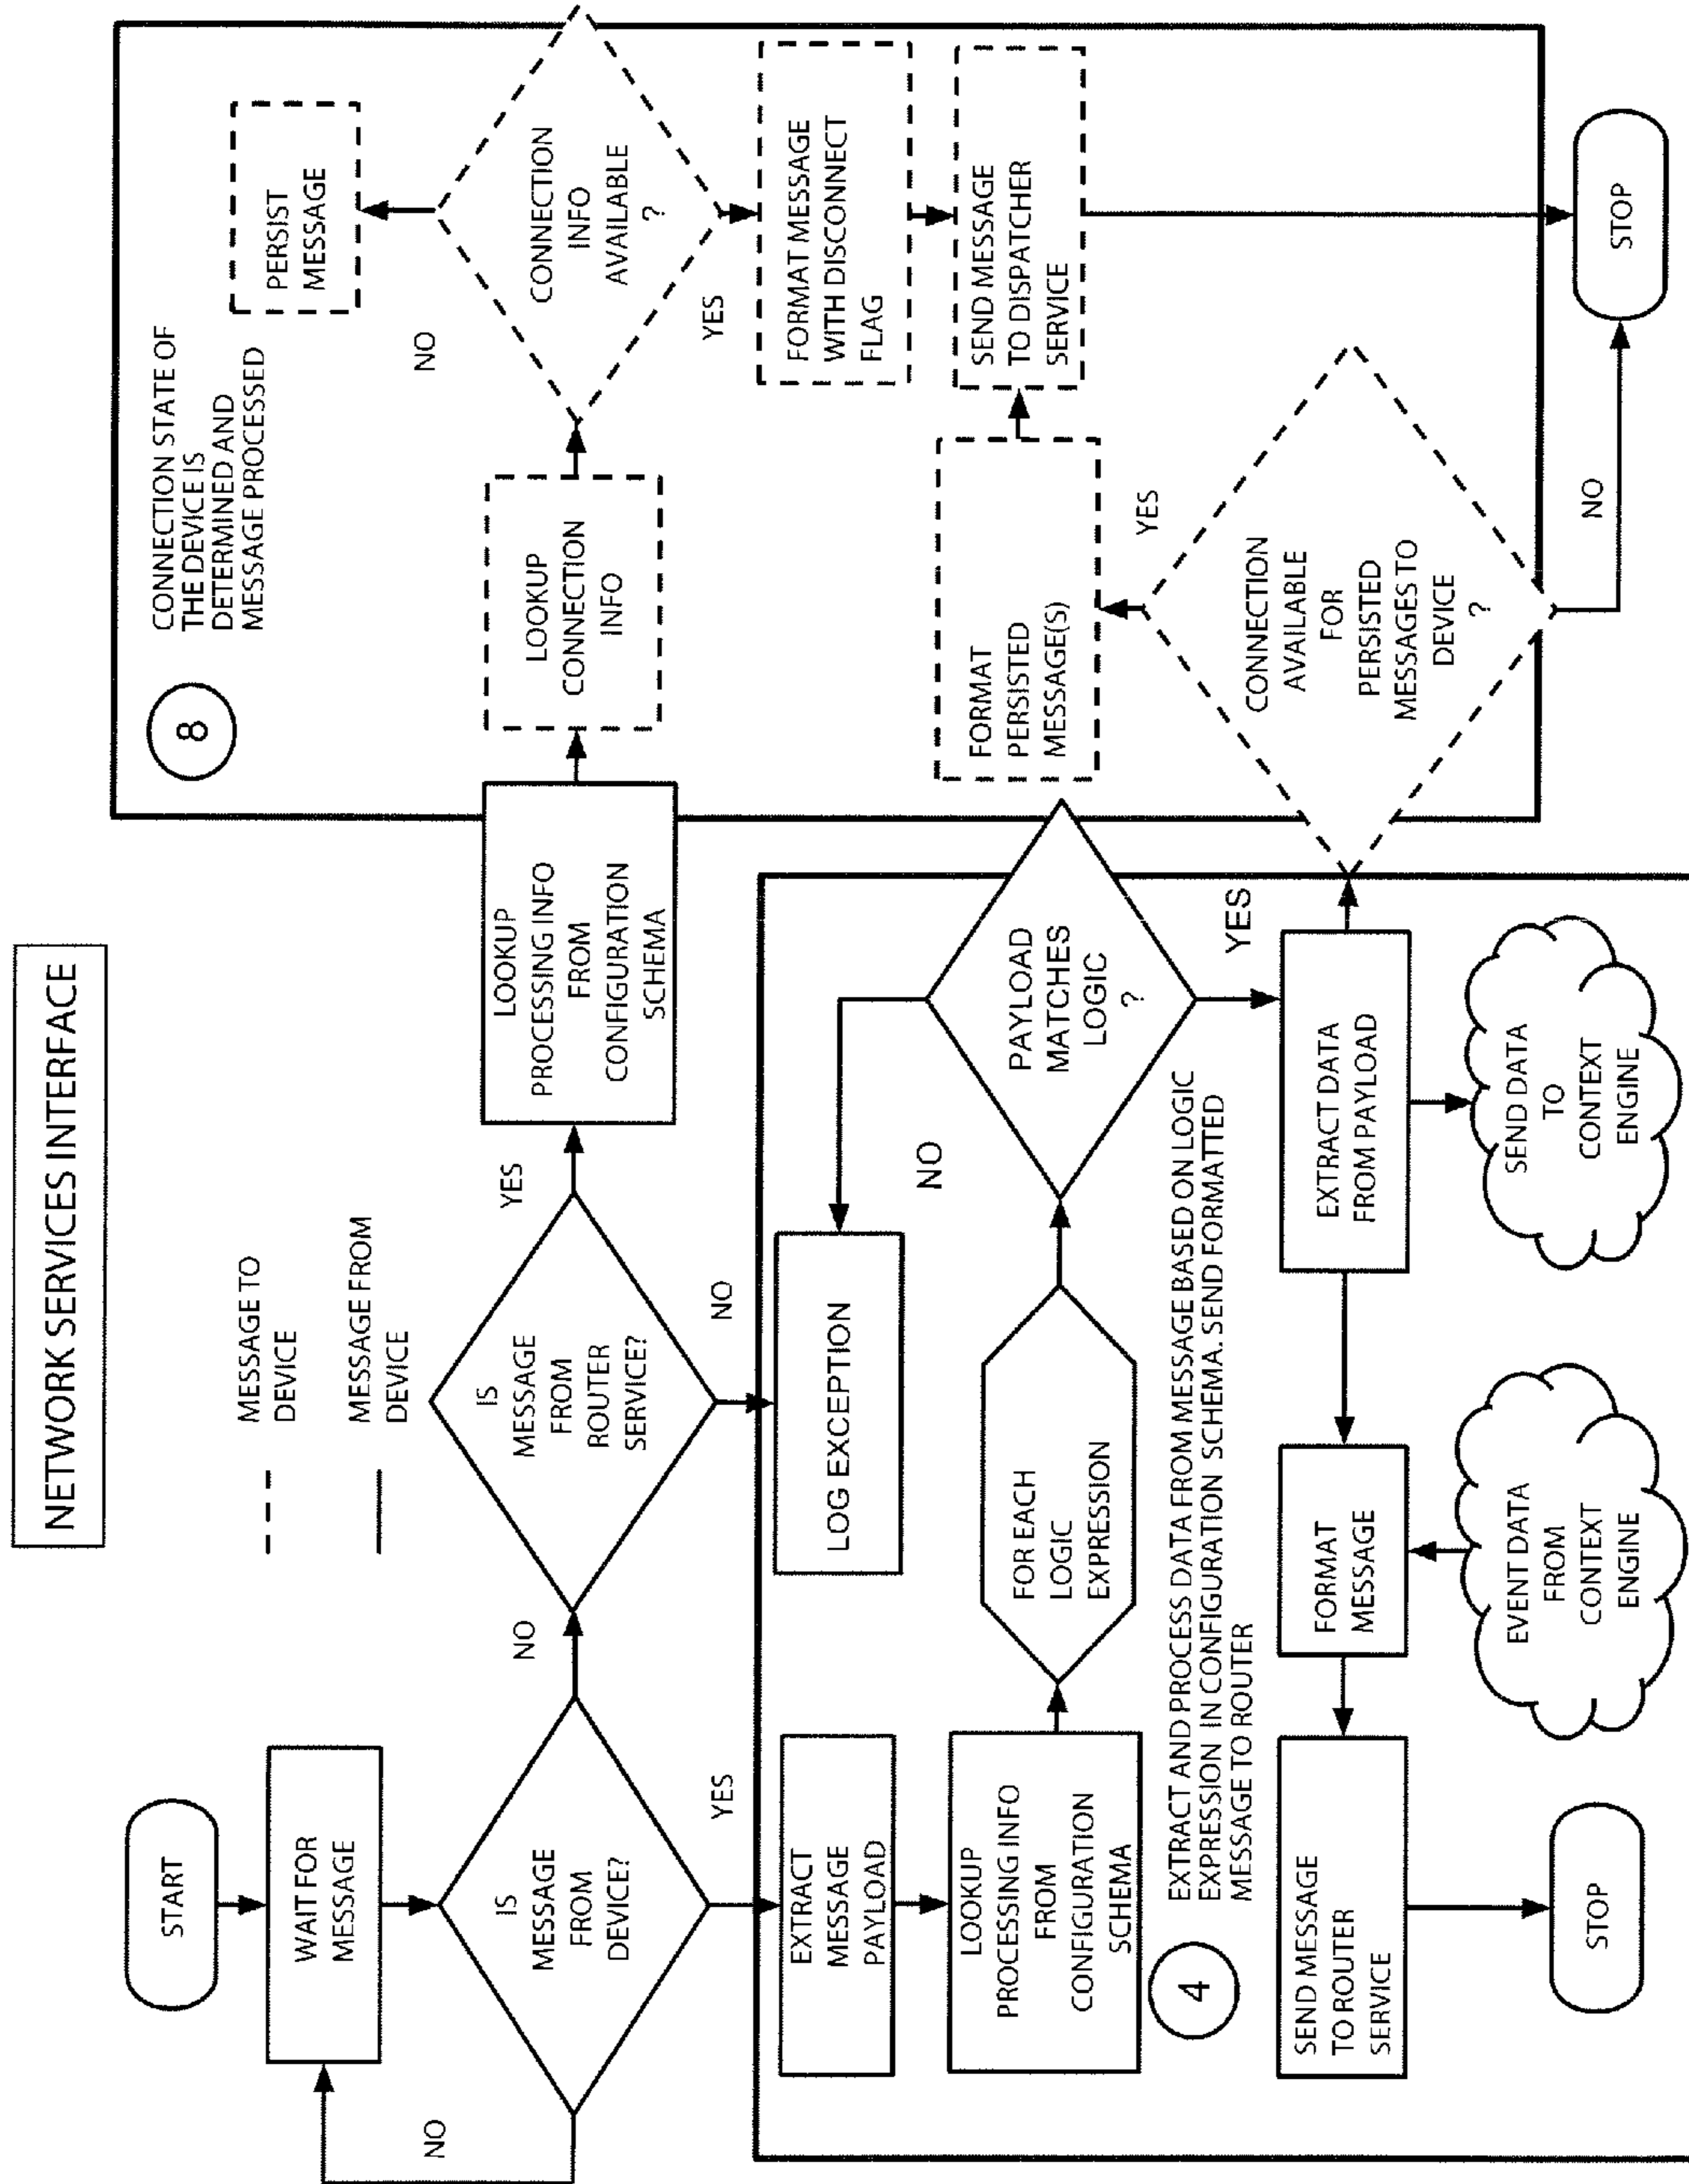 NETWORK SERVICES INTERFACE
MESSAGE TO
DEVICE
MESSAGE FROM
DEVICE
START
WAIT FOR
MESSAGE
NO
IS
MESSAGE
FROM
DEVICE?
NO
YES
IS
MESSAGE
FROM
ROUTER
SERVICE?
YES
NO
LOOKUP
PROCESSING INFO
FROM
CONFIGURATION
SCHEMA
8
CONNECTION STATE OF
THE DEVICE IS
DETERMINED AND
MESSAGE PROCESSED
LOOKUP
CONNECTION
INFO
CONNECTION
INFO
AVAILABLE
?
NO
PERSIST
MESSAGE
YES
FORMAT MESSAGE
WITH DISCONNECT
FLAG
SEND MESSAGE
TO DISPATCHER
SERVICE
FORMAT
PERSISTED
MESSAGE(S)
YES
CONNECTION
AVAILABLE
FOR
PERSISTED
MESSAGES TO
DEVICE
?
NO
STOP
EXTRACT
MESSAGE
PAYLOAD
LOOKUP
PROCESSING INFO
FROM
CONFIGURATION
SCHEMA
LOG EXCEPTION
FOR EACH
LOGIC
EXPRESSION
NO
PAYLOAD
MATCHES
LOGIC
?
YES
4
EXTRACT AND PROCESS DATA FROM MESSAGE BASED ON LOGIC
EXPRESSION IN CONFIGURATION SCHEMA. SEND FORMATTED
MESSAGE TO ROUTER
SEND MESSAGE
TO ROUTER
SERVICE
FORMAT
MESSAGE
EXTRACT DATA
FROM PAYLOAD
STOP
EVENT DATA
FROM
CONTEXT
ENGINE
SEND DATA
TO
CONTEXT
ENGINE